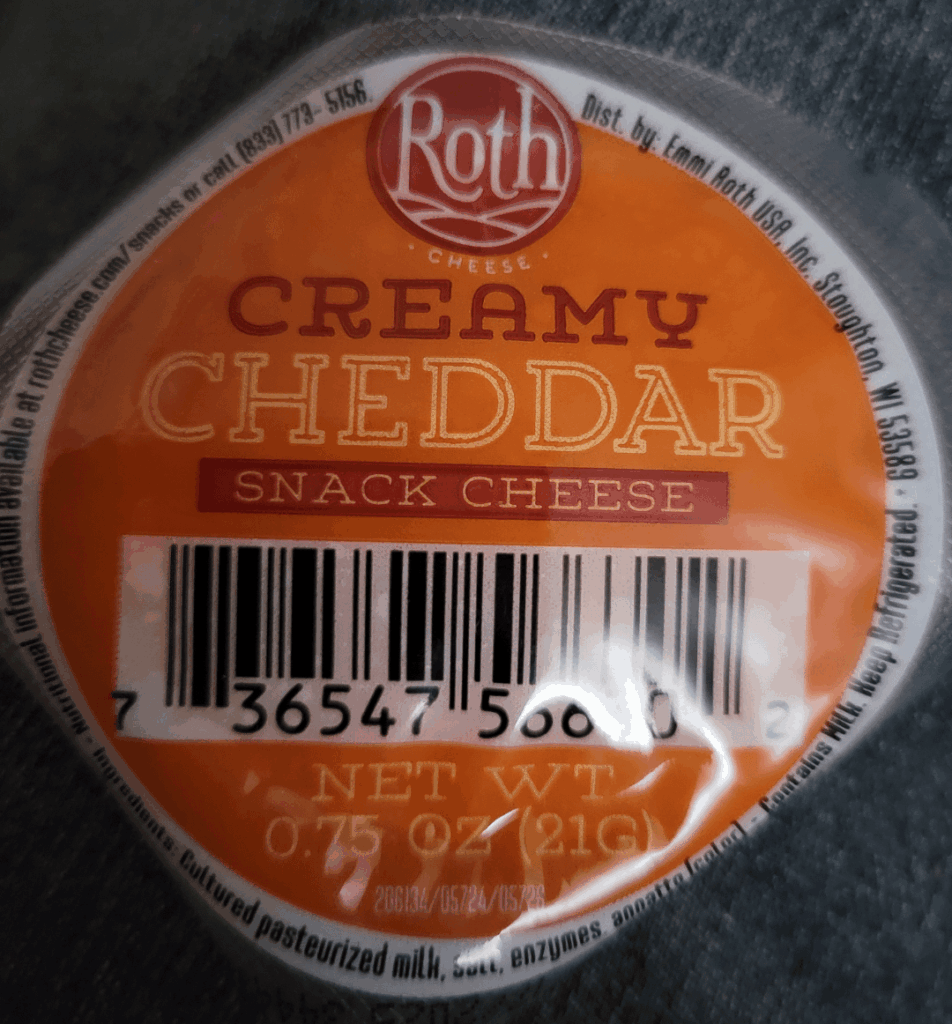 Roth
· CHEESE ·
CREAMY
CHEDDAR
SNACK CHEESE
7 36547 2
NET WT.
0.75 OZ (21G)
Dist. by: Emmi Roth USA, Inc. Stoughton, WI 53589 · Keep Refrigerated.
Nutritional information available at rothcheese.com/snacks or call (833) 773-5156.
Ingredients: Cultured pasteurized milk, salt, enzymes, annatto [color] - Contains Milk.